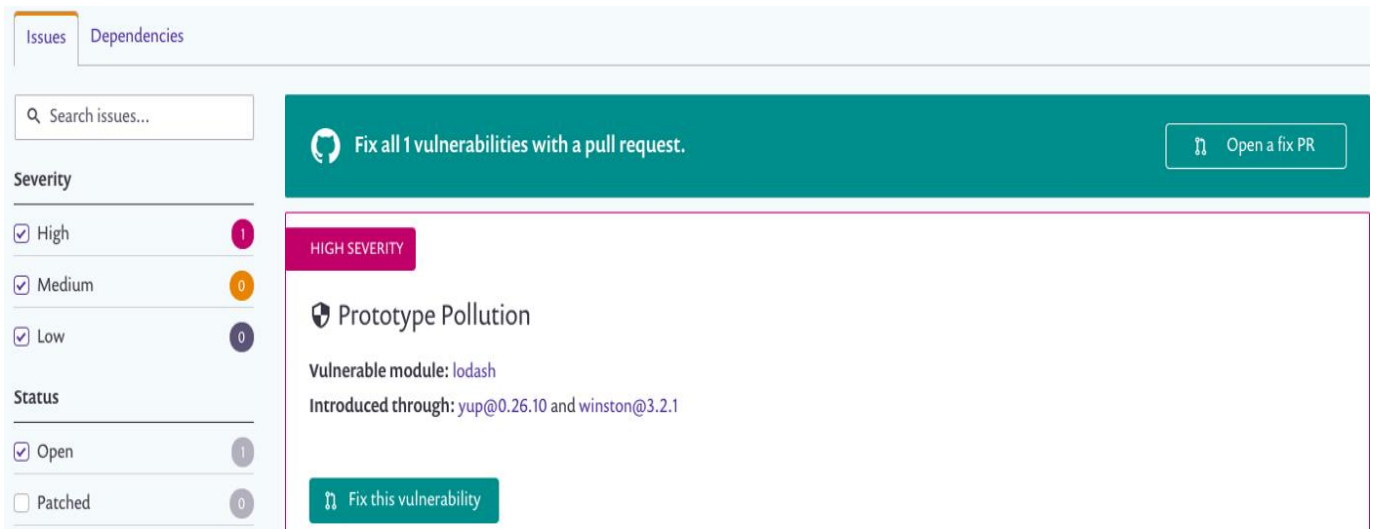 Issues
Dependencies
Search issues...
Severity
High 1
Medium 0
Low 0
Status
Open 1
Patched 0
Fix all 1 vulnerabilities with a pull request.
Open a fix PR
HIGH SEVERITY
Prototype Pollution
Vulnerable module: lodash
Introduced through: yup@0.26.10 and winston@3.2.1
Fix this vulnerability